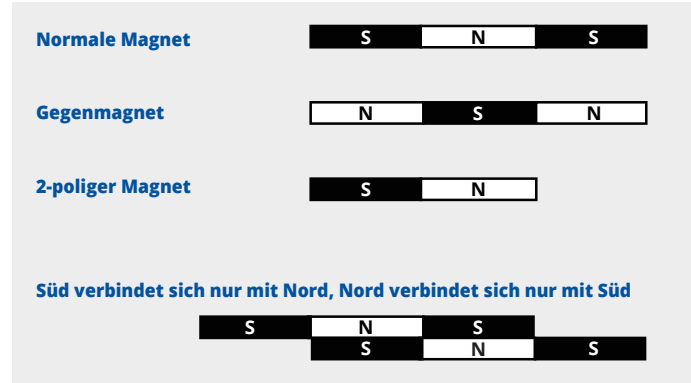 Normale Magnet S N S
Gegenmagnet N S N
2-poliger Magnet S N
Süd verbindet sich nur mit Nord, Nord verbindet sich nur mit Süd
S N S
S N S